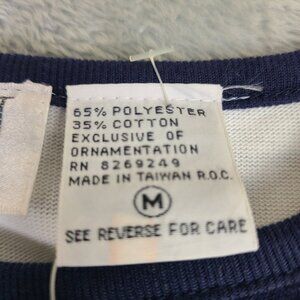 65% POLYESTER
35% COTTON
EXCLUSIVE OF
ORNAMENTATION
RN 8269249
MADE IN TAIWAN R.O.C.
M
SEE REVERSE FOR CARE